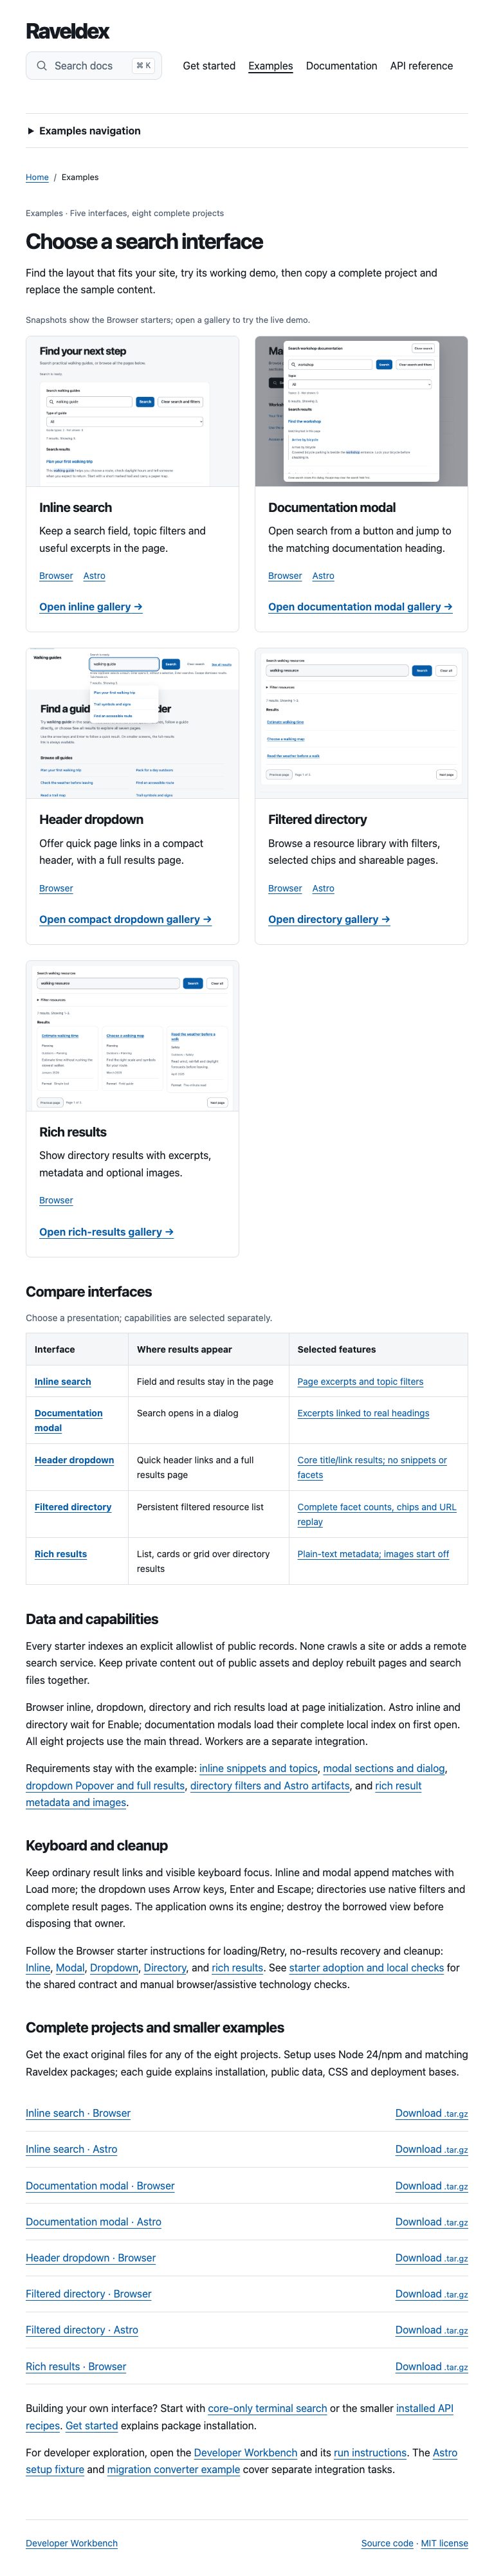 Raveldex
Search docs
⌘ K
Get started
Examples
Documentation
API reference
Examples navigation
Home / Examples
Examples · Five interfaces, eight complete projects
Choose a search interface
Find the layout that fits your site, try its working demo, then copy a complete project and
replace the sample content.
Snapshots show the Browser starters; open a gallery to try the live demo.
Find your next step
Inline search
Keep a search field, topic filters and
useful excerpts in the page.
Browser Astro
Open inline gallery →
Documentation modal
Open search from a button and jump to
the matching documentation heading.
Browser Astro
Open documentation modal gallery →
Walking guides
Header dropdown
Offer quick page links in a compact
header, with a full results page.
Browser
Open compact dropdown gallery →
Filtered directory
Browse a resource library with filters,
selected chips and shareable pages.
Browser Astro
Open directory gallery →
Rich results
Show directory results with excerpts,
metadata and optional images.
Browser
Open rich-results gallery →
Compare interfaces
Choose a presentation; capabilities are selected separately.
Interface
Where results appear
Selected features
Inline search
Field and results stay in the page
Page excerpts and topic filters
Documentation
modal
Search opens in a dialog
Excerpts linked to real headings
Header dropdown
Quick header links and a full
results page
Core title/link results; no snippets or
facets
Filtered directory
Persistent filtered resource list
Complete facet counts, chips and URL
replay
Rich results
List, cards or grid over directory
results
Plain-text metadata; images start off
Data and capabilities
Every starter indexes an explicit allowlist of public records. None crawls a site or adds a remote
search service. Keep private content out of public assets and deploy rebuilt pages and search
files together.
Browser inline, dropdown, directory and rich results load at page initialization. Astro inline and
directory wait for Enable; documentation modals load their complete local index on first open.
All eight projects use the main thread. Workers are a separate integration.
Requirements stay with the example: inline snippets and topics, modal sections and dialog,
dropdown Popover and full results, directory filters and Astro artifacts, and rich result
metadata and images.
Keyboard and cleanup
Keep ordinary result links and visible keyboard focus. Inline and modal append matches with
Load more; the dropdown uses Arrow keys, Enter and Escape; directories use native filters and
complete result pages. The application owns its engine; destroy the borrowed view before
disposing that owner.
Follow the Browser starter instructions for loading/Retry, no-results recovery and cleanup:
Inline, Modal, Dropdown, Directory, and rich results. See starter adoption and local checks for
the shared contract and manual browser/assistive technology checks.
Complete projects and smaller examples
Get the exact original files for any of the eight projects. Setup uses Node 24/npm and matching
Raveldex packages; each guide explains installation, public data, CSS and deployment bases.
Inline search · Browser
Download .tar.gz
Inline search · Astro
Download .tar.gz
Documentation modal · Browser
Download .tar.gz
Documentation modal · Astro
Download .tar.gz
Header dropdown · Browser
Download .tar.gz
Filtered directory · Browser
Download .tar.gz
Filtered directory · Astro
Download .tar.gz
Rich results · Browser
Download .tar.gz
Building your own interface? Start with core-only terminal search or the smaller installed API
recipes. Get started explains package installation.
For developer exploration, open the Developer Workbench and its run instructions. The Astro
setup fixture and migration converter example cover separate integration tasks.
Developer Workbench
Source code · MIT license